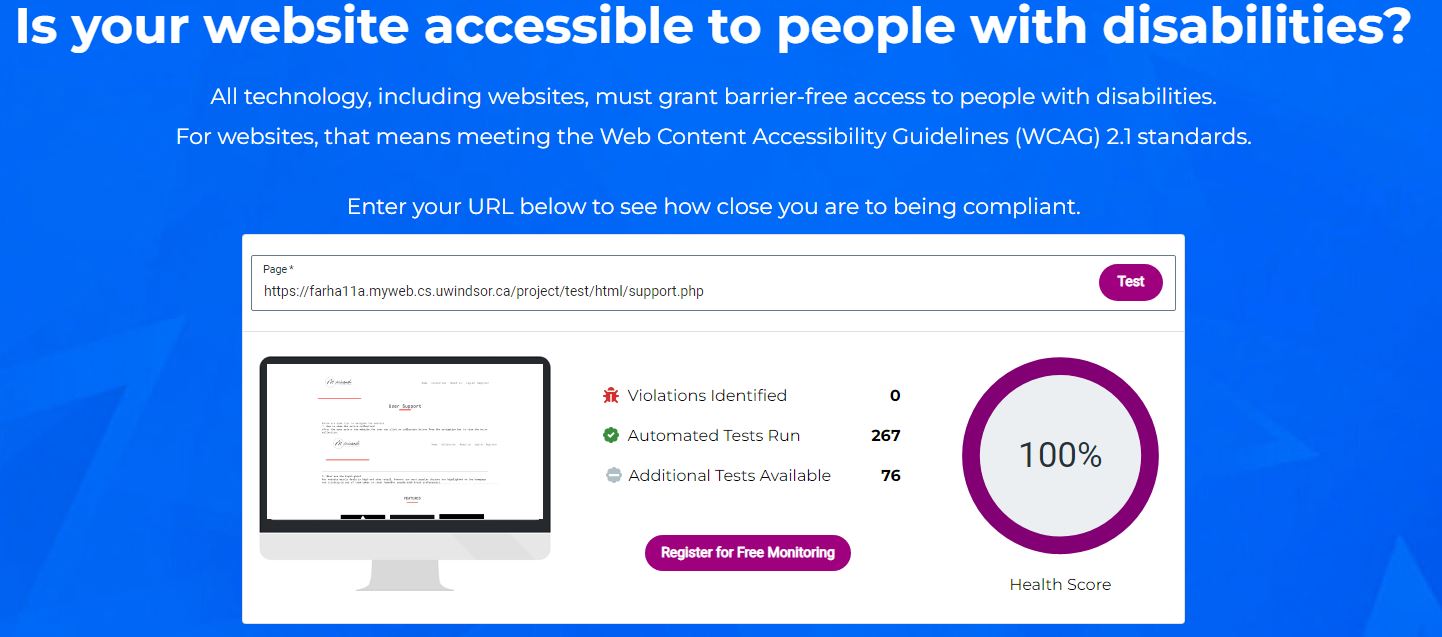 Is your website accessible to people with disabilities?
All technology, including websites, must grant barrier-free access to people with disabilities.
For websites, that means meeting the Web Content Accessibility Guidelines (WCAG) 2.1 standards.
Enter your URL below to see how close you are to being compliant.
Page *
https://farha11a.myweb.cs.uwindsor.ca/project/test/html/support.php
Test
User Support
FEATURED
Violations Identified 0
Automated Tests Run 267
Additional Tests Available 76
Register for Free Monitoring
100%
Health Score